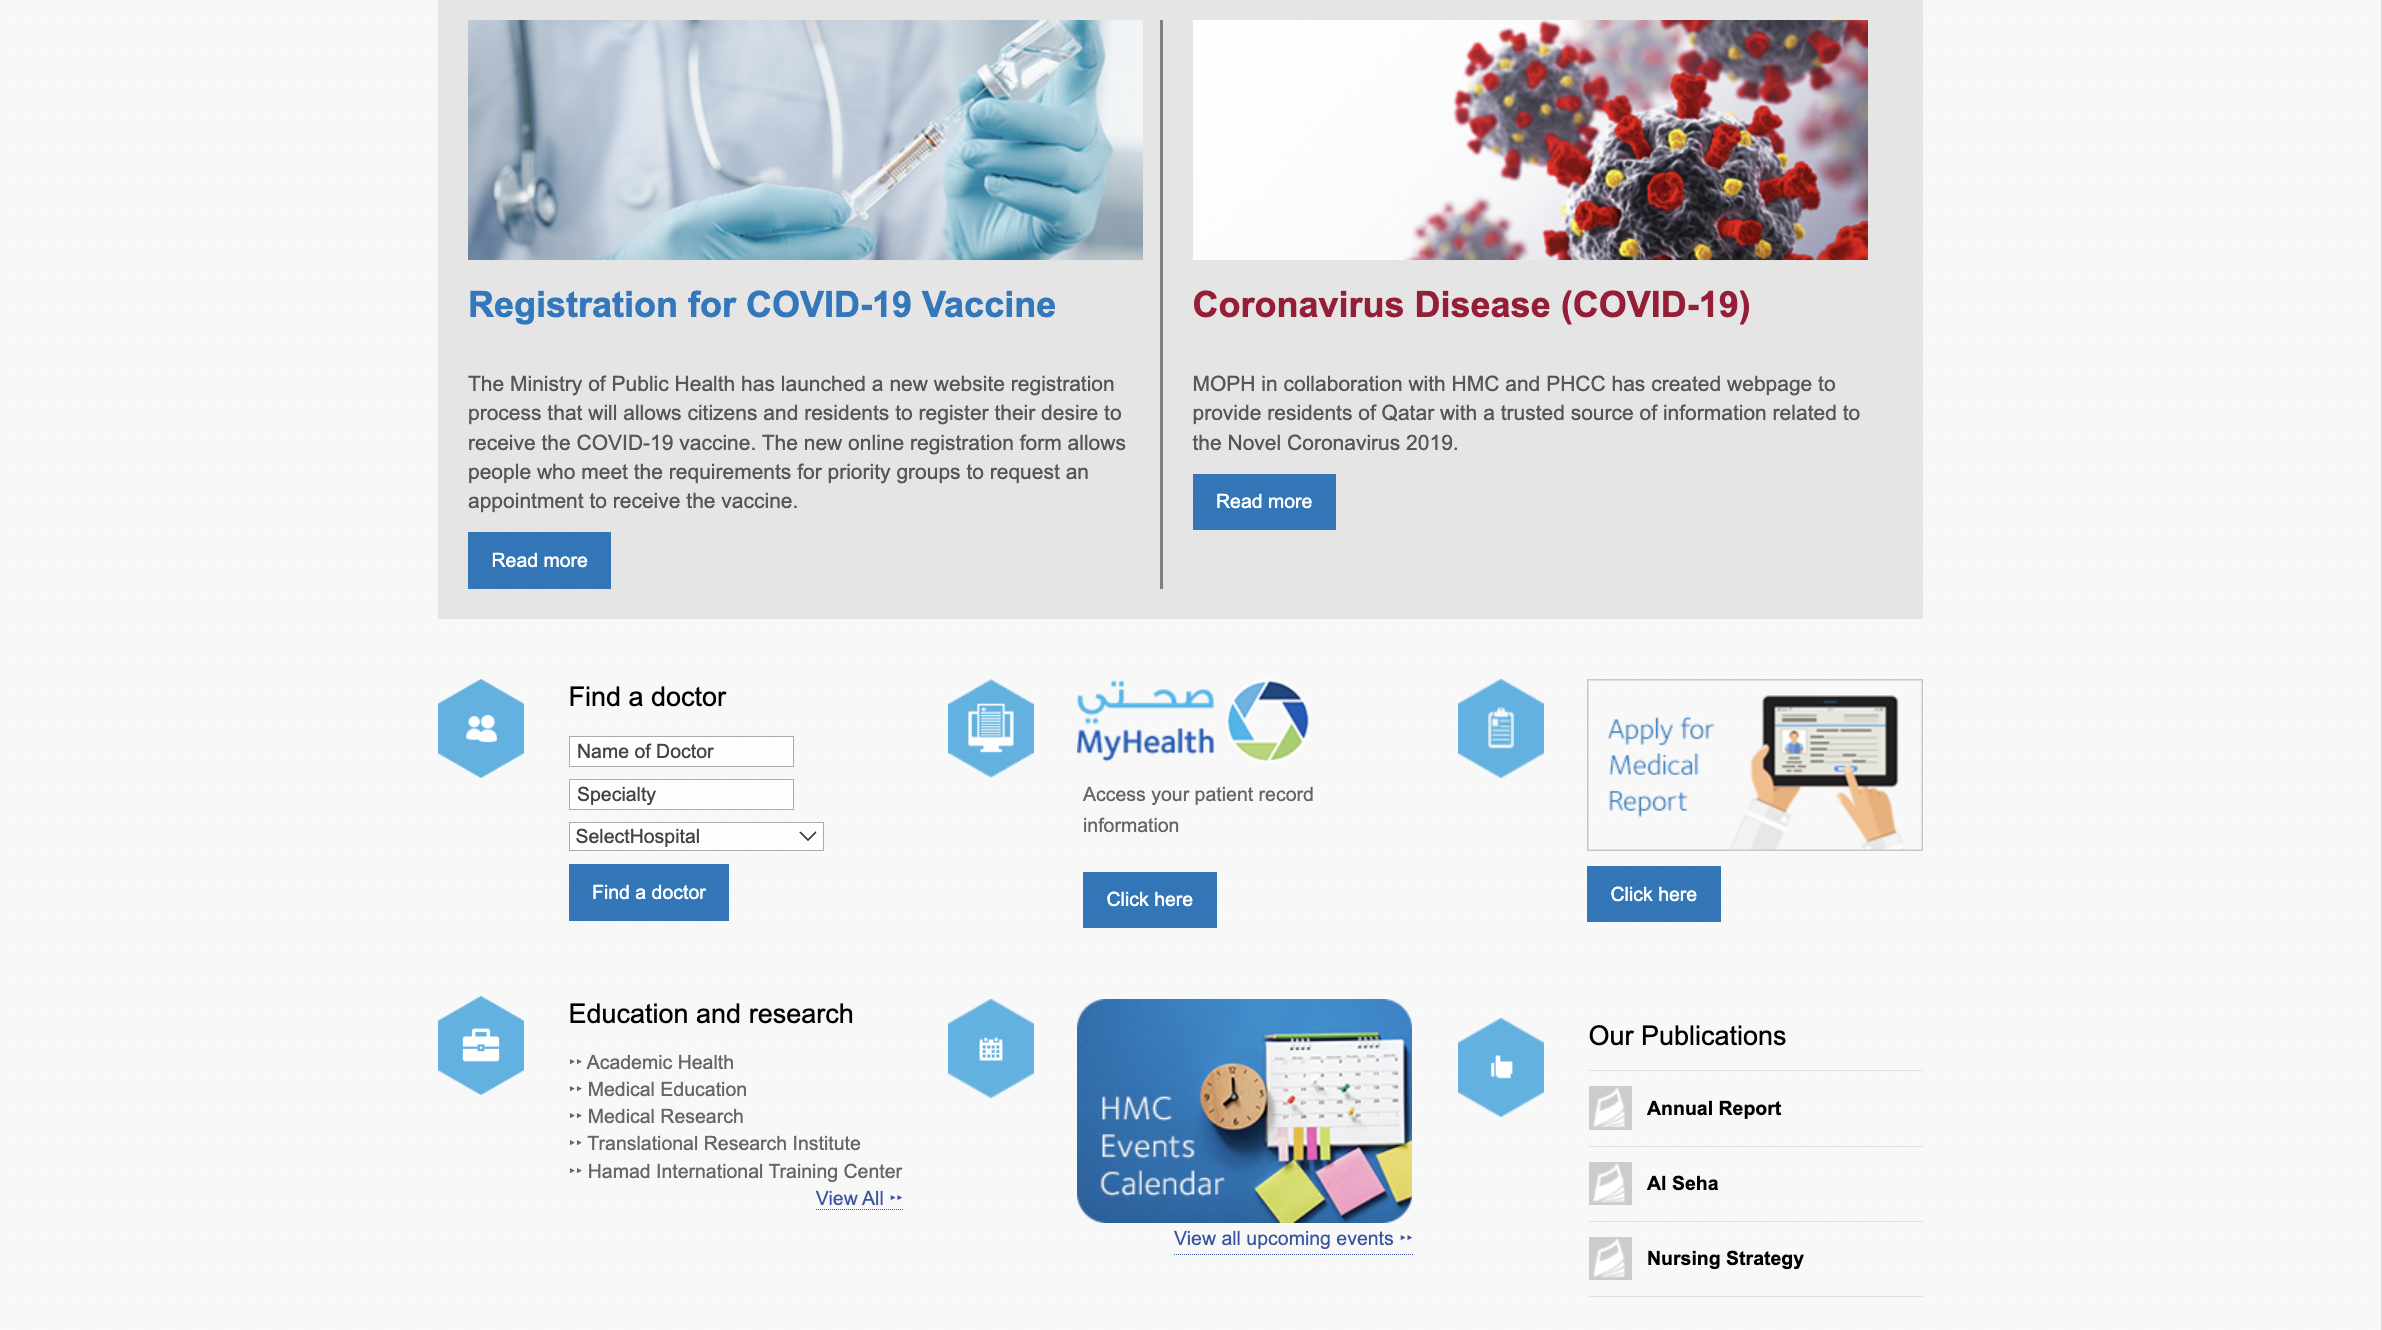 Registration for COVID-19 Vaccine
The Ministry of Public Health has launched a new website registration
process that will allows citizens and residents to register their desire to
receive the COVID-19 vaccine. The new online registration form allows
people who meet the requirements for priority groups to request an
appointment to receive the vaccine.
Read more
Coronavirus Disease (COVID-19)
MOPH in collaboration with HMC and PHCC has created webpage to
provide residents of Qatar with a trusted source of information related to
the Novel Coronavirus 2019.
Read more
Find a doctor
Name of Doctor
Specialty
SelectHospital
Find a doctor
صحتي
MyHealth
Access your patient record
information
Click here
Apply for
Medical
Report
Click here
Education and research
Academic Health
Medical Education
Medical Research
Translational Research Institute
Hamad International Training Center
View All
HMC
Events
Calendar
View all upcoming events
Our Publications
Annual Report
Al Seha
Nursing Strategy